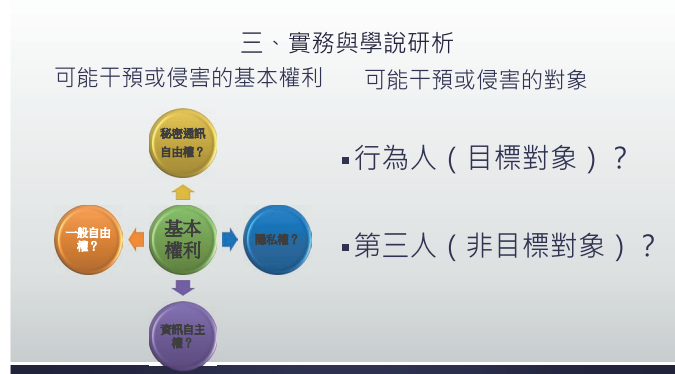 三、實務與學說研析
可能干預或侵害的基本權利
可能干預或侵害的對象
秘密通訊
自由權？
一般自由
權？
基本
權利
隱私權？
資訊自主
權？
▪行為人（目標對象）？
▪第三人（非目標對象）？